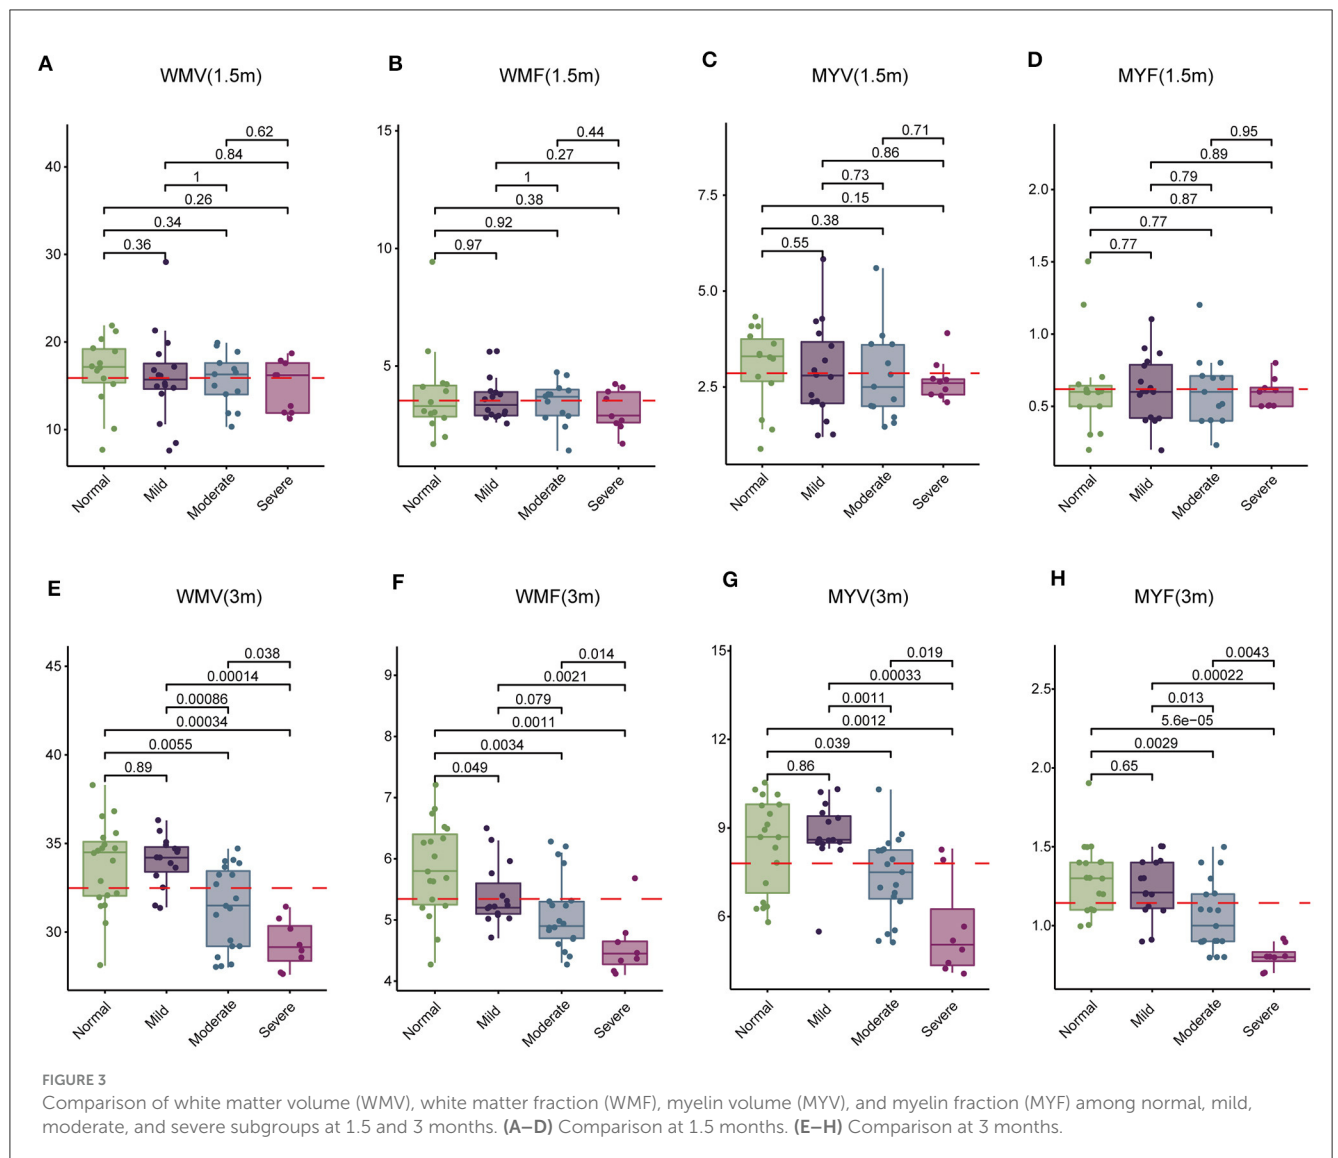 A
WMV(1.5m)
40
30
20
10
0.62
0.84
1
0.26
0.34
0.36
Normal
Mild
Moderate
Severe
B
WMF(1.5m)
15
10
5
0.44
0.27
1
0.38
0.92
0.97
Normal
Mild
Moderate
Severe
C
MYV(1.5m)
7.5
5.0
2.5
0.71
0.86
0.73
0.15
0.38
0.55
Normal
Mild
Moderate
Severe
D
MYF(1.5m)
2.0
1.5
1.0
0.5
0.95
0.89
0.79
0.87
0.77
0.77
Normal
Mild
Moderate
Severe
E
WMV(3m)
45
40
35
30
0.038
0.00014
0.00086
0.00034
0.0055
0.89
Normal
Mild
Moderate
Severe
F
WMF(3m)
9
8
7
6
5
4
0.014
0.0021
0.079
0.0011
0.0034
0.049
Normal
Mild
Moderate
Severe
G
MYV(3m)
15
12
9
6
0.019
0.00033
0.0011
0.0012
0.039
0.86
Normal
Mild
Moderate
Severe
H
MYF(3m)
2.5
2.0
1.5
1.0
0.0043
0.00022
0.013
5.6e−05
0.0029
0.65
Normal
Mild
Moderate
Severe
FIGURE 3
Comparison of white matter volume (WMV), white matter fraction (WMF), myelin volume (MYV), and myelin fraction (MYF) among normal, mild,
moderate, and severe subgroups at 1.5 and 3 months. (A–D) Comparison at 1.5 months. (E–H) Comparison at 3 months.